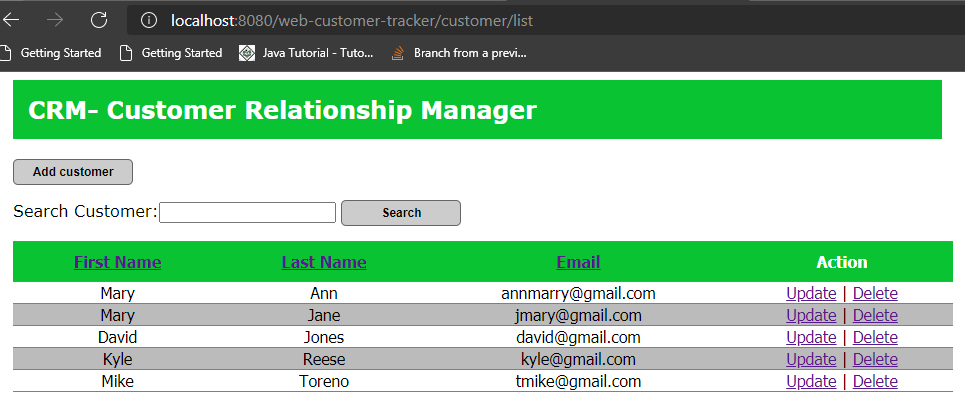 localhost:8080/web-customer-tracker/customer/list
Getting Started Getting Started Java Tutorial - Tuto... Branch from a previ...
CRM- Customer Relationship Manager
Add customer
Search Customer: Search
First Name Last Name Email Action
Mary Ann annmarry@gmail.com Update | Delete
Mary Jane jmary@gmail.com Update | Delete
David Jones david@gmail.com Update | Delete
Kyle Reese kyle@gmail.com Update | Delete
Mike Toreno tmike@gmail.com Update | Delete